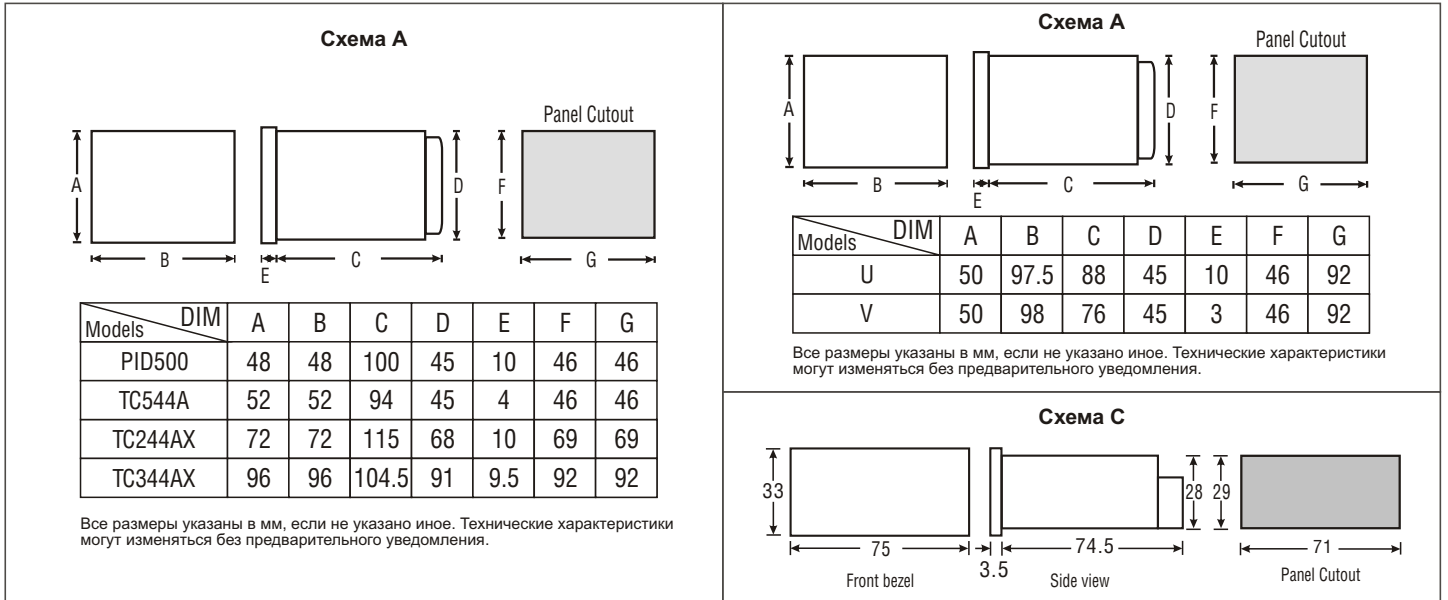 Схема А
Panel Cutout
A
B
E
C
D
F
G
Models DIM A B C D E F G
PID500 48 48 100 45 10 46 46
TC544A 52 52 94 45 4 46 46
TC244AX 72 72 115 68 10 69 69
TC344AX 96 96 104.5 91 9.5 92 92
Все размеры указаны в мм, если не указано иное. Технические характеристики
могут изменяться без предварительного уведомления.
Схема А
Panel Cutout
A
B
E
C
D
F
G
Models DIM A B C D E F G
U 50 97.5 88 45 10 46 92
V 50 98 76 45 3 46 92
Все размеры указаны в мм, если не указано иное. Технические характеристики
могут изменяться без предварительного уведомления.
Схема С
33
75
Front bezel
3.5
74.5
Side view
28
29
71
Panel Cutout